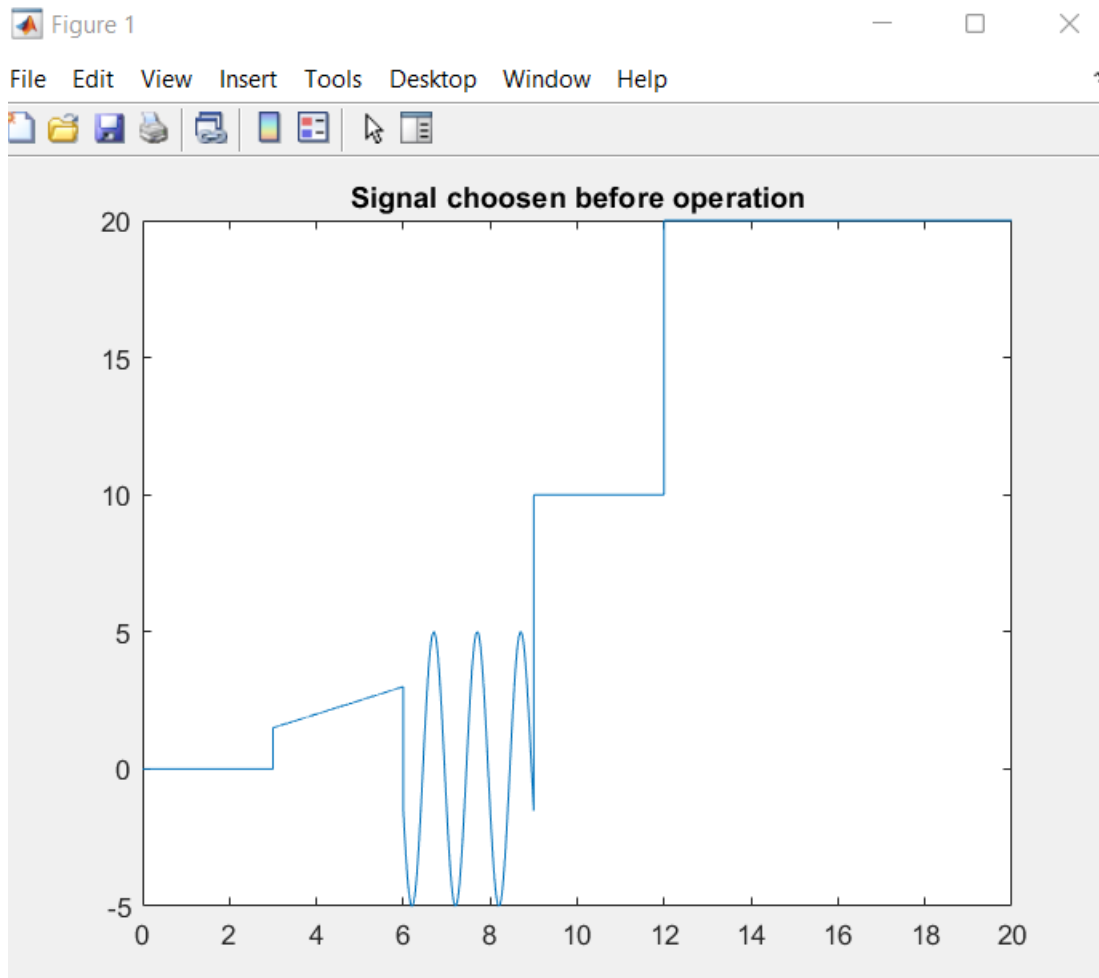 Figure 1
File Edit View Insert Tools Desktop Window Help
Signal choosen before operation
20
15
10
5
0
-5
0 2 4 6 8 10 12 14 16 18 20